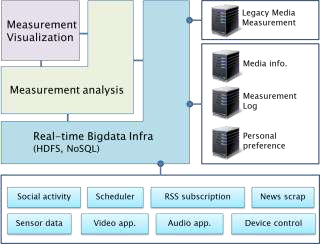 Measurement
Visualization
Measurement analysis
Real-time Bigdata Infra
(HDFS, NoSQL)
Legacy Media
Measurement
Media info.
Measurement
Log
Personal
preference
Social activity
Scheduler
RSS subscription
News scrap
Sensor data
Video app.
Audio app.
Device control